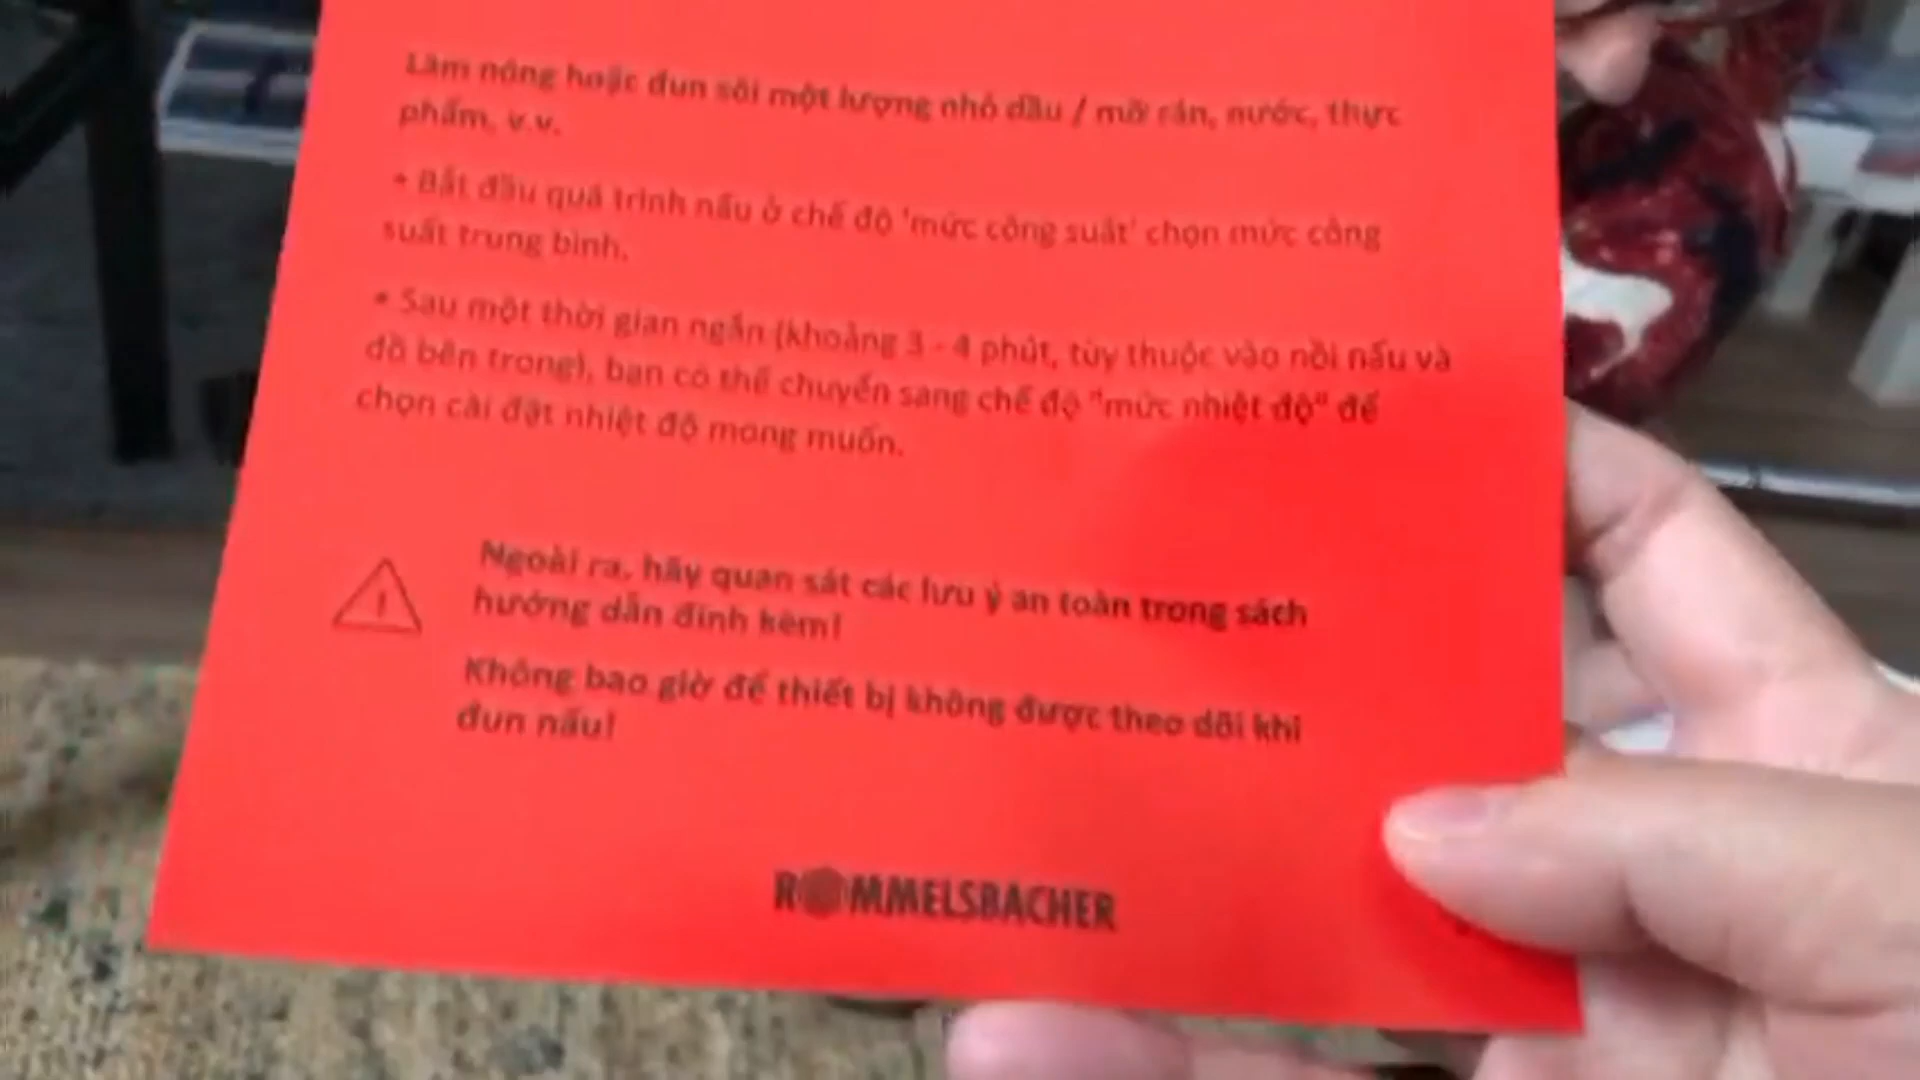 Làm nóng hoặc đun sôi một lượng nhỏ dầu / mỡ rán, nước, thực
phẩm, v.v.
• Bắt đầu quá trình nấu ở chế độ 'mức công suất' chọn mức công
suất trung bình.
• Sau một thời gian ngắn (khoảng 3 - 4 phút, tùy thuộc vào nồi nấu và
đồ bên trong), bạn có thể chuyển sang chế độ "mức nhiệt độ" để
chọn cài đặt nhiệt độ mong muốn.
Ngoài ra, hãy quan sát các lưu ý an toàn trong sách
hướng dẫn đính kèm!
Không bao giờ để thiết bị không được theo dõi khi
đun nấu!
ROMMELSBACHER